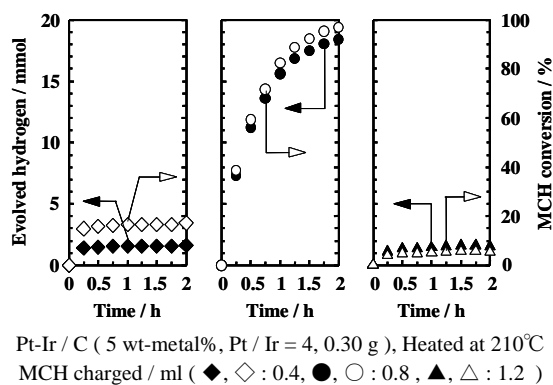 Evolved hydrogen / mmol
20
15
10
5
0
0 0.5 1 1.5 2
Time / h
0 0.5 1 1.5 2
Time / h
0 0.5 1 1.5 2
Time / h
100
80
60
40
20
0
MCH conversion / %
Pt-Ir / C ( 5 wt-metal%, Pt / Ir = 4, 0.30 g ), Heated at 210℃
MCH charged / ml ( ◆, ◇ : 0.4, ●, ○ : 0.8 , ▲, △ : 1.2 )